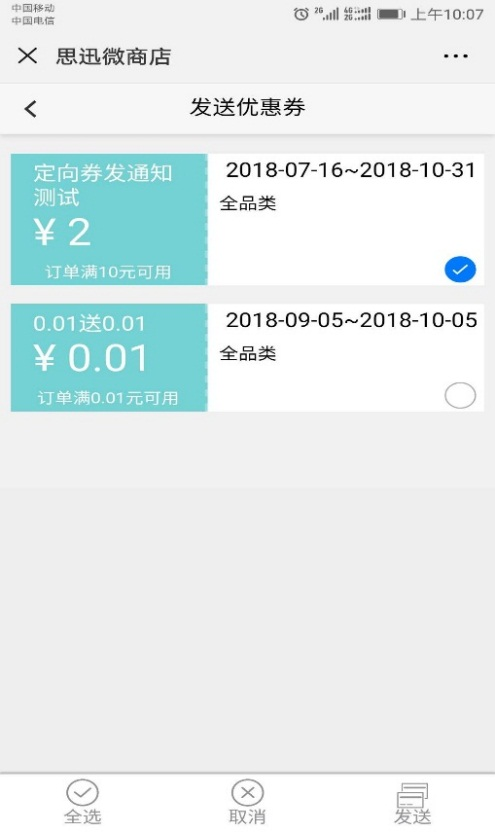 中国移动
中国电信
2G 4G 2G 上午10:07
思迅微商店
发送优惠券
定向券发通知
测试
¥ 2
订单满10元可用
2018-07-16~2018-10-31
全品类
0.01送0.01
¥ 0.01
订单满0.01元可用
2018-09-05~2018-10-05
全品类
全选
取消
发送